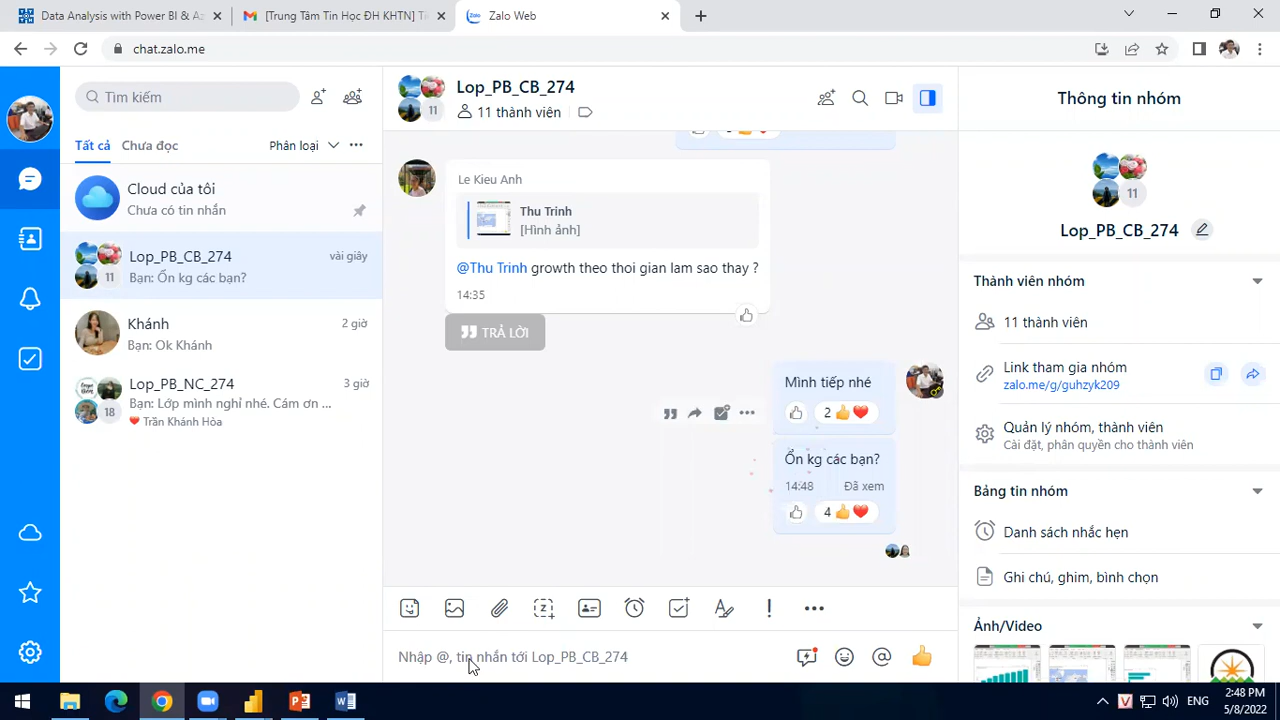 Data Analysis with Power BI & Az
[Trung Tâm Tin Học ĐH KHTN] T
Zalo Web
chat.zalo.me
Tìm kiếm
Tất cả
Chưa đọc
Phân loại
Cloud của tôi
Chưa có tin nhắn
Lop_PB_CB_274
vài giây
11
Bạn: Ổn kg các bạn?
Khánh
2 giờ
Bạn: Ok Khánh
Lop_PB_NC_274
3 giờ
18
Bạn: Lớp mình nghỉ nhé. Cám ơn ...
Trần Khánh Hòa
11
Lop_PB_CB_274
11 thành viên
Le Kieu Anh
Thu Trinh
[Hình ảnh]
@Thu Trinh growth theo thoi gian lam sao thay ?
14:35
TRẢ LỜI
Mình tiếp nhé
2
Ổn kg các bạn?
14:48
Đã xem
4
Nhập @, tin nhắn tới Lop_PB_CB_274
Thông tin nhóm
11
Lop_PB_CB_274
Thành viên nhóm
11 thành viên
Link tham gia nhóm
zalo.me/g/guhzyk209
Quản lý nhóm, thành viên
Cài đặt, phân quyền cho thành viên
Bảng tin nhóm
Danh sách nhắc hẹn
Ghi chú, ghim, bình chọn
Ảnh/Video
ENG
2:48 PM
5/8/2022